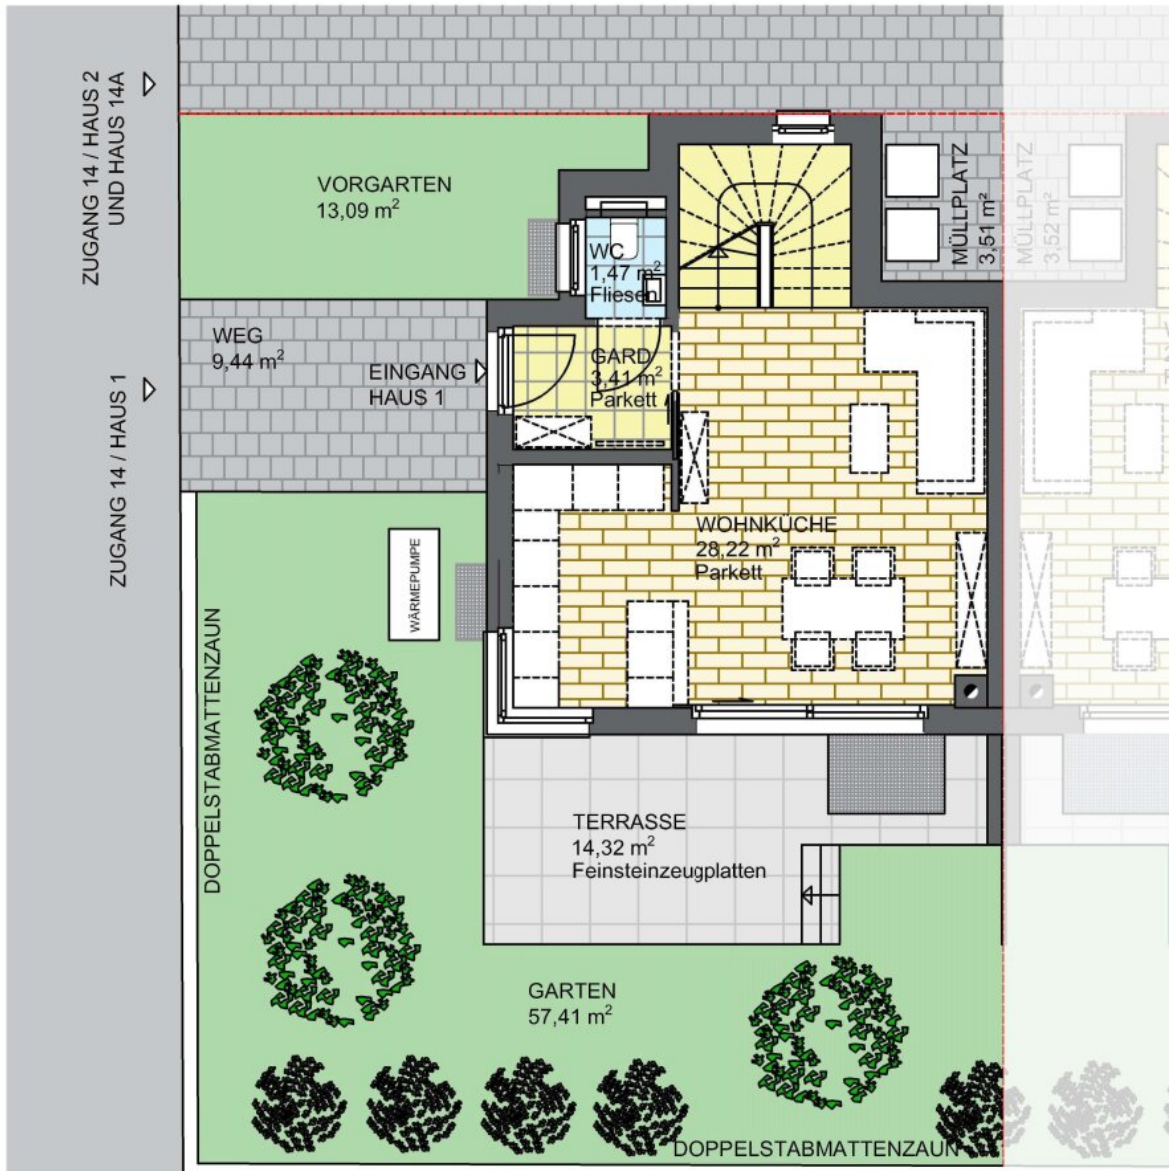 ZUGANG 14 / HAUS 2
UND HAUS 14A
VORGARTEN
13,09 m²
MÜLLPLATZ
3,51 m²
MÜLLPLATZ
3,52 m²
WC
1,47 m²
Fliesen
WEG
9,44 m²
EINGANG
HAUS 1
GARD
3,41 m²
Parkett
ZUGANG 14 / HAUS 1
WOHNKÜCHE
28,22 m²
Parkett
WÄRMEPUMPE
DOPPELSTABMATTENZAUN
TERRASSE
14,32 m²
Feinsteinzeugplatten
GARTEN
57,41 m²
DOPPELSTABMATTENZAUN